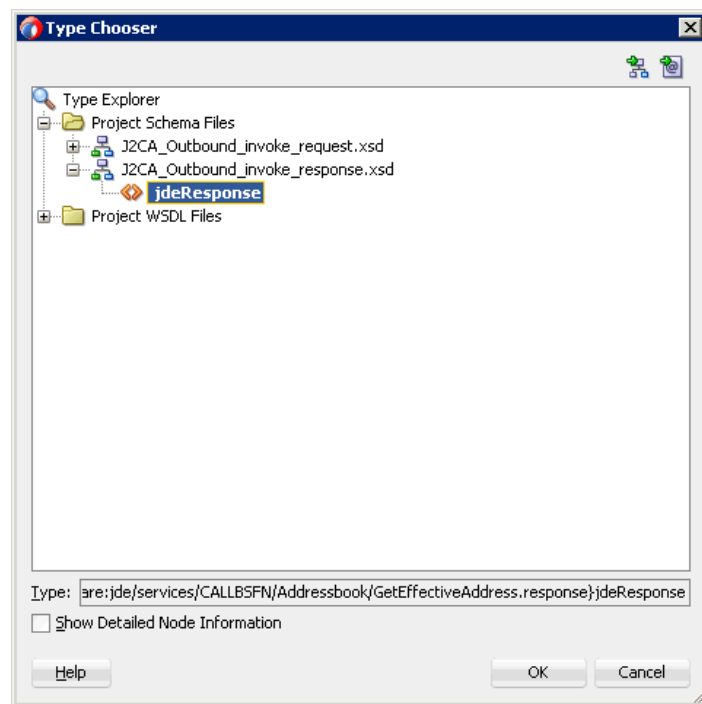 Type Chooser
Type Explorer
Project Schema Files
J2CA_Outbound_invoke_request.xsd
J2CA_Outbound_invoke_response.xsd
jdeResponse
Project WSDL Files
Type: are:jde/services/CALLBSFN/Addressbook/GetEffectiveAddress.response}jdeResponse
Show Detailed Node Information
Help OK Cancel